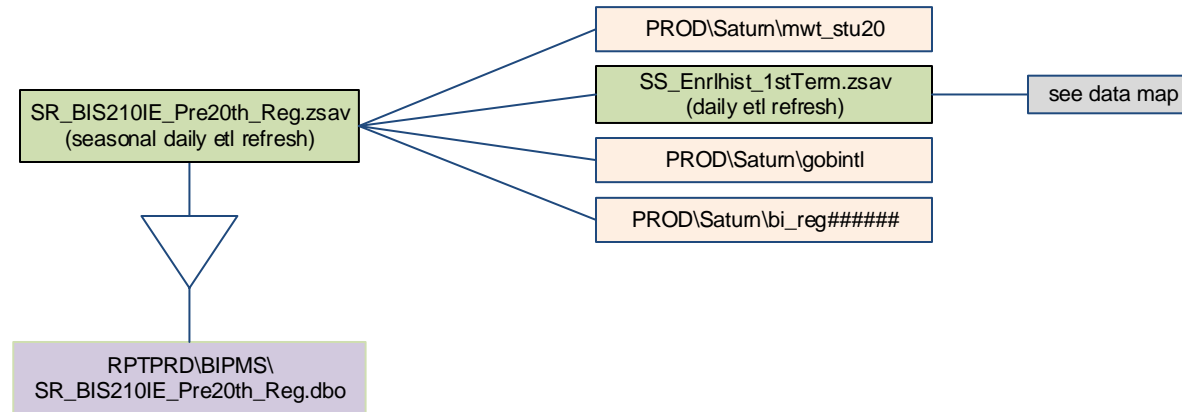 PROD\Saturn\mwt_stu20
SR_BIS210IE_Pre20th_Reg.zsav
(seasonal daily etl refresh)
SS_Enrlhist_1stTerm.zsav
(daily etl refresh)
see data map
PROD\Saturn\gobintl
PROD\Saturn\bi_reg######
RPTPRD\BIPMS\
SR_BIS210IE_Pre20th_Reg.dbo